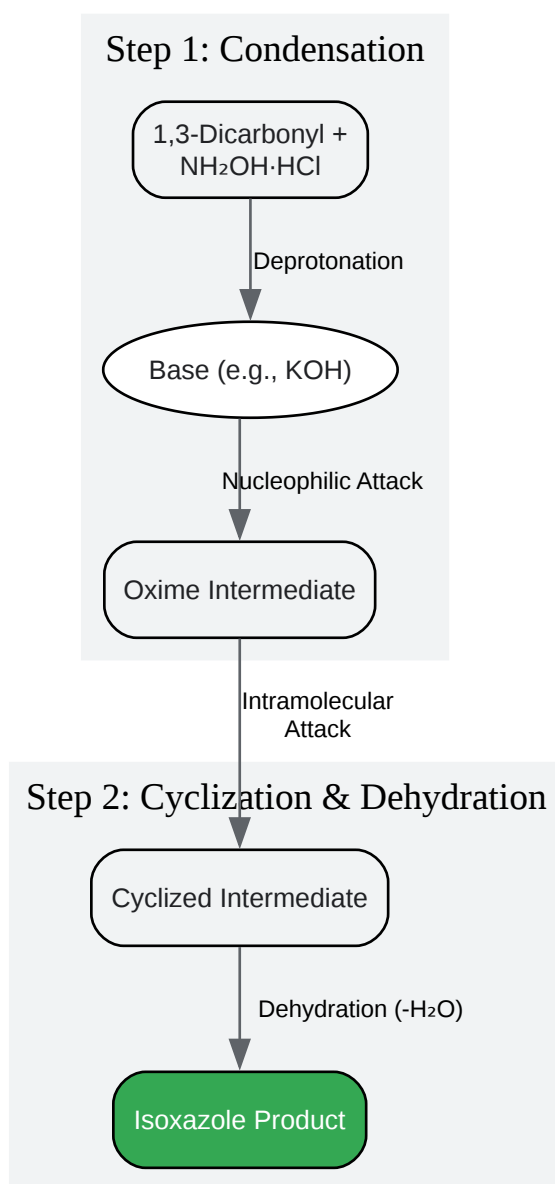 Step 1: Condensation
1,3-Dicarbonyl +
NH₂OH·HCl
Deprotonation
Base (e.g., KOH)
Nucleophilic Attack
Oxime Intermediate
Intramolecular
Attack
Step 2: Cyclization & Dehydration
Cyclized Intermediate
Dehydration (-H₂O)
Isoxazole Product